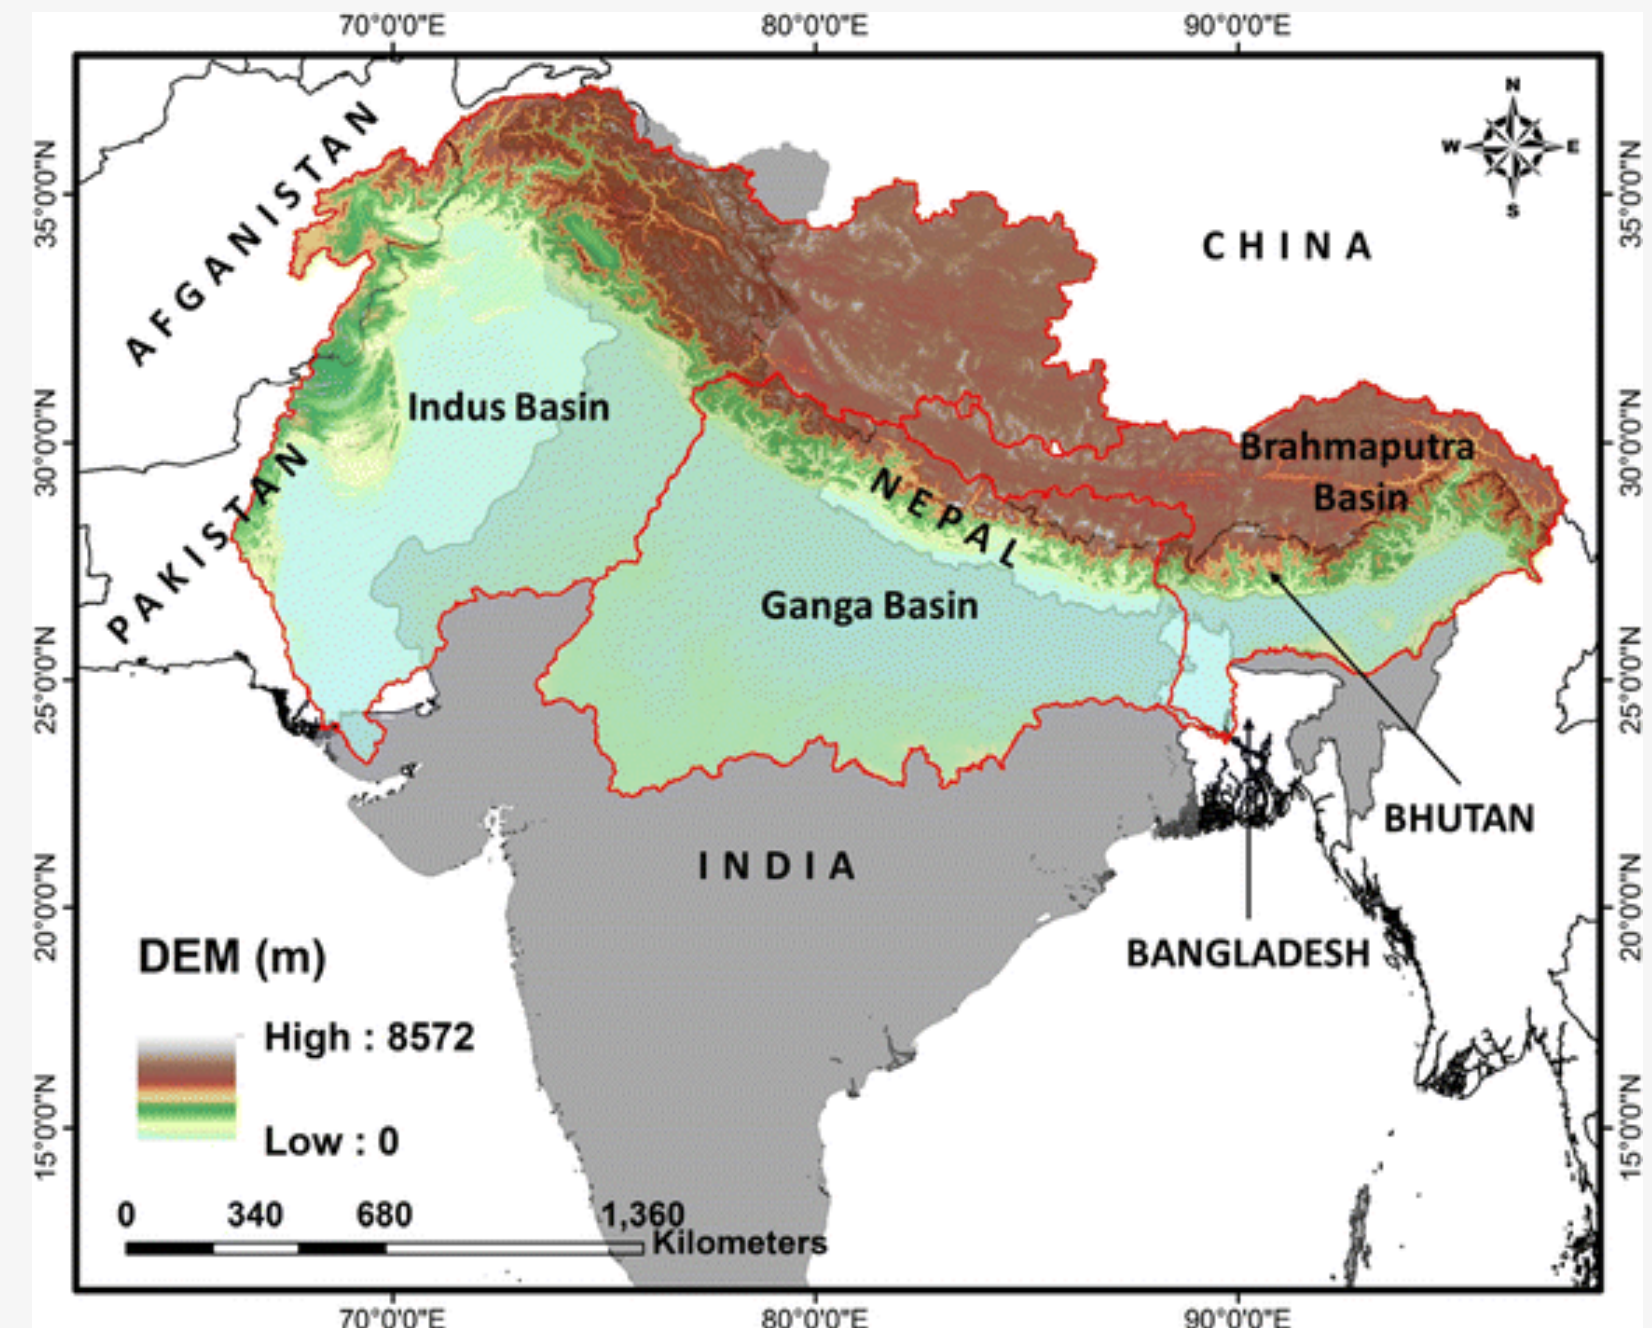 70°0'0"E 80°0'0"E 90°0'0"E
N
W E
S
35°0'0"N
30°0'0"N
25°0'0"N
20°0'0"N
15°0'0"N
35°0'0"N
30°0'0"N
25°0'0"N
20°0'0"N
15°0'0"N
AFGANISTAN
CHINA
Indus Basin
Brahmaputra
Basin
PAKISTAN
NEPAL
Ganga Basin
BHUTAN
INDIA
BANGLADESH
DEM (m)
High : 8572
Low : 0
0 340 680 1,360
Kilometers
70°0'0"E 80°0'0"E 90°0'0"E